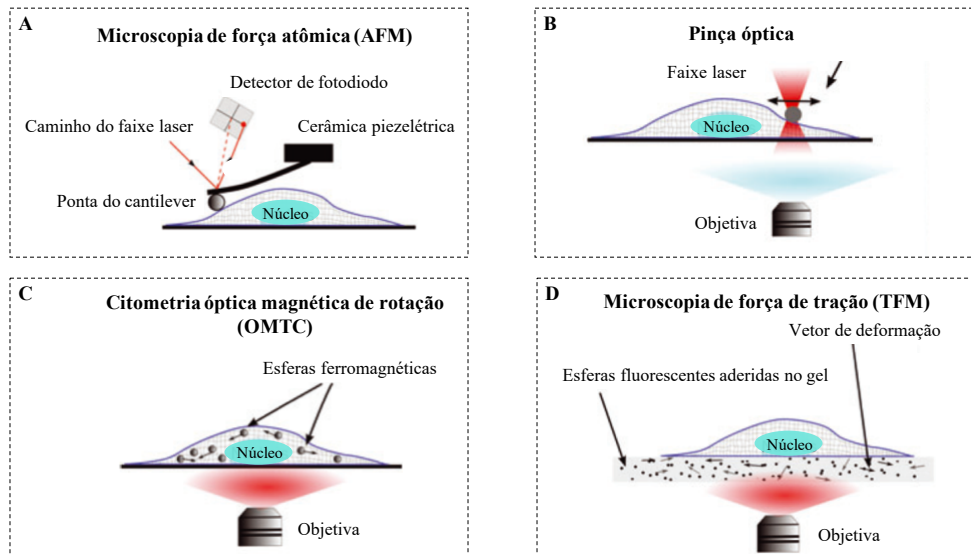 A
Microscopia de força atômica (AFM)
Detector de fotodiodo
Caminho do faixe laser
Cerâmica piezelétrica
Ponta do cantilever
Núcleo
B
Pinça óptica
Faixe laser
Núcleo
Objetiva
C
Citometria óptica magnética de rotação
(OMTC)
Esferas ferromagnéticas
Núcleo
Objetiva
D
Microscopia de força de tração (TFM)
Vetor de deformação
Esferas fluorescentes aderidas no gel
Núcleo
Objetiva